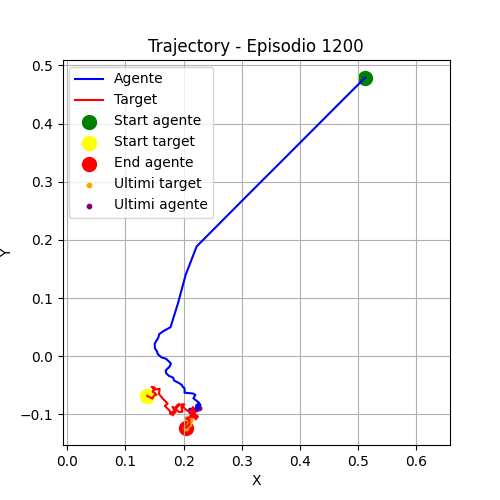 Trajectory - Episodio 1200
Agente
Target
Start agente
Start target
End agente
Ultimi target
Ultimi agente
0.5
0.4
0.3
0.2
0.1
0.0
−0.1
Y
0.0 0.1 0.2 0.3 0.4 0.5 0.6
X